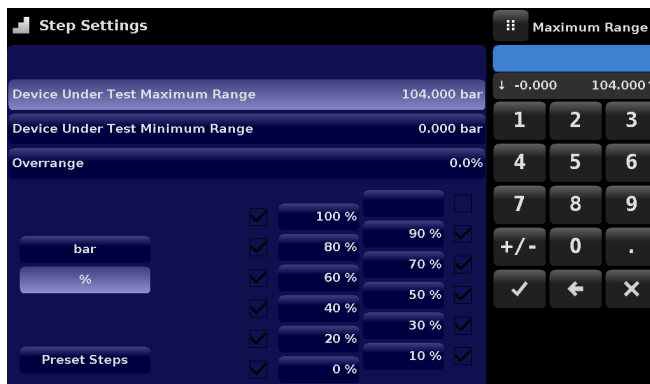 Step Settings
Maximum Range
↓ -0.000 104.000↑
Device Under Test Maximum Range 104.000 bar
Device Under Test Minimum Range 0.000 bar
Overrange 0.0%
1 2 3
4 5 6
7 8 9
+/- 0 .
100 %
90 %
bar
80 %
70 %
%
60 %
50 %
40 %
30 %
20 %
Preset Steps
10 %
0 %